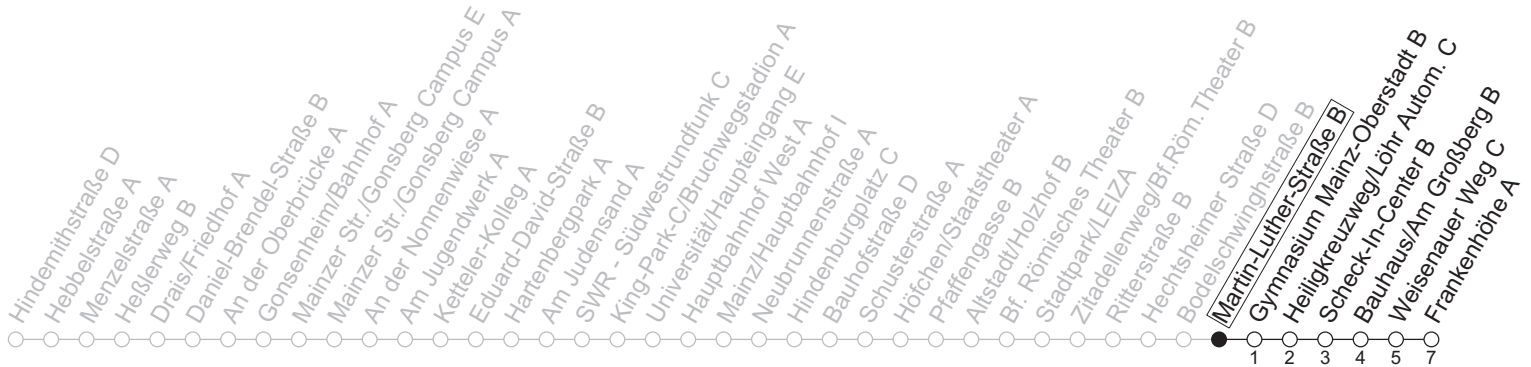 Hindemithstraße D
Hebbelstraße A
Menzelstraße A
Heßlerweg B
Drais/Friedhof A
Daniel-Brendel-Straße B
An der Oberbrücke A
Gonsenheim/Bahnhof A
Mainzer Str./Gonsberg Campus E
Mainzer Str./Gonsberg Campus A
An der Nonnenwiese A
Am Jugendwerk A
Ketteler-Kolleg A
Eduard-David-Straße B
Hartenbergpark A
Am Judensand A
SWR - Südwestrundfunk C
King-Park-C/Bruchwegstadion A
Universität/Haupteingang E
Hauptbahnhof West A
Mainz/Hauptbahnhof I
Neubrunnenstraße A
Hindenburgplatz C
Bauhofstraße D
Schusterstraße A
Höfchen/Staatstheater A
Pfaffengasse B
Altstadt/Holzhof B
Bf. Römisches Theater B
Stadtpark/LEIZA
Zitadellenweg/Bf.Röm. Theater B
Ritterstraße B
Hechtsheimer Straße D
Bodelschwinghstraße B
Martin-Luther-Straße B
Gymnasium Mainz-Oberstadt B
Heiligkreuzweg/Löhr Autom. C
Scheck-In-Center B
Bauhaus/Am Großberg B
Weisenauer Weg C
Frankenhöhe A
1 2 3 4 5 7